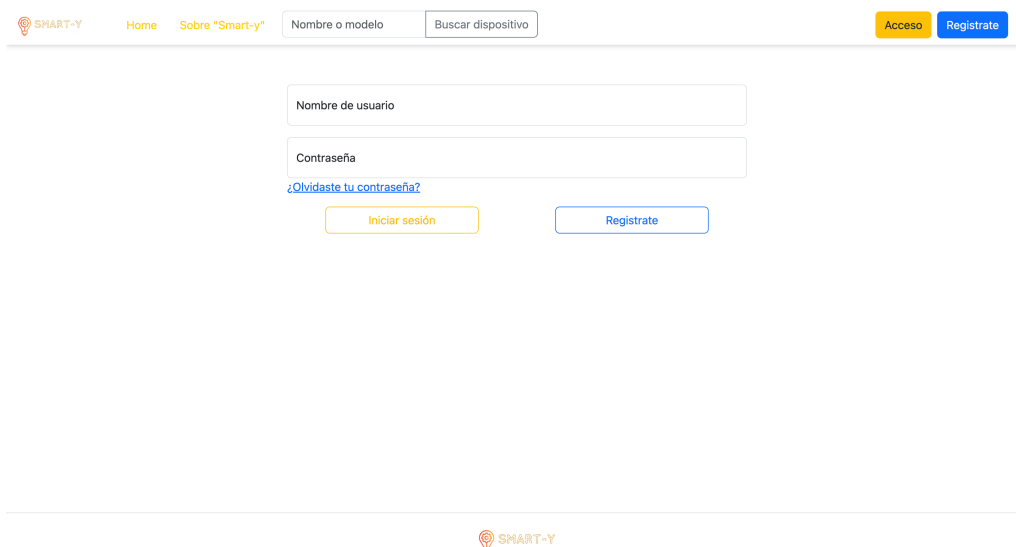 SMART-Y Home Sobre "Smart-y" Nombre o modelo Buscar dispositivo Acceso Registrate
Nombre de usuario
Contraseña
¿Olvidaste tu contraseña?
Iniciar sesión Registrate
SMART-Y